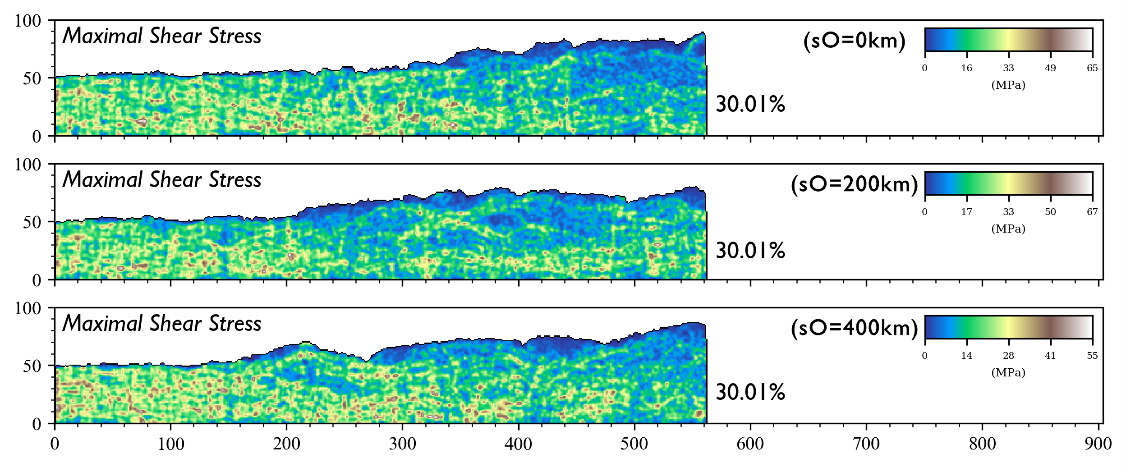 100
Maximal Shear Stress
(sO=0km)
50
0 16 33 49 65
(MPa)
30.01%
0
100
Maximal Shear Stress
(sO=200km)
50
0 17 33 50 67
(MPa)
30.01%
0
100
Maximal Shear Stress
(sO=400km)
50
0 14 28 41 55
(MPa)
30.01%
0
0 100 200 300 400 500 600 700 800 900